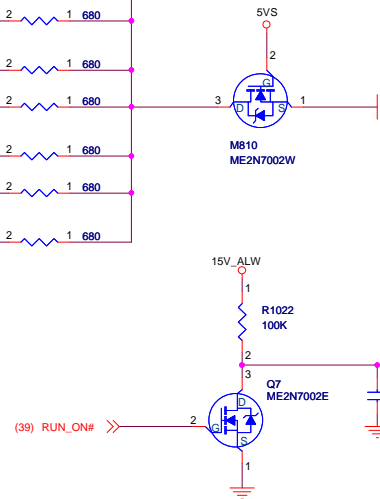 5VS
2 1 680
2
2 1 680
G
2 1 680
3 D S 1
M810
ME2N7002W
2 1 680
2 1 680
2 1 680
15V_ALW
1
R1022
100K
2
3
Q7
ME2N7002E
D
(39) RUN_ON# 2 G
S
1